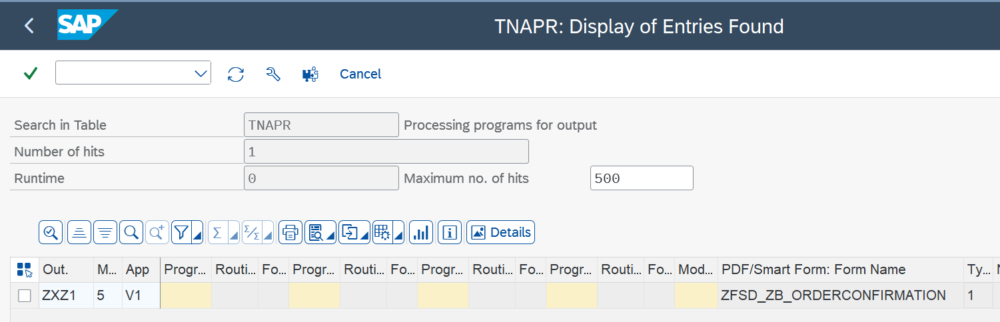 SAP TNAPR: Display of Entries Found
Cancel
Search in Table TNAPR Processing programs for output
Number of hits 1
Runtime 0 Maximum no. of hits 500
Details
Out. M... App Progr... Routi... Fo... Progr... Routi... Fo... Progr... Routi... Fo... Progr... Routi... Fo... Mod... PDF/Smart Form: Form Name Ty...
ZXZ1 5 V1 ZFSD_ZB_ORDERCONFIRMATION 1